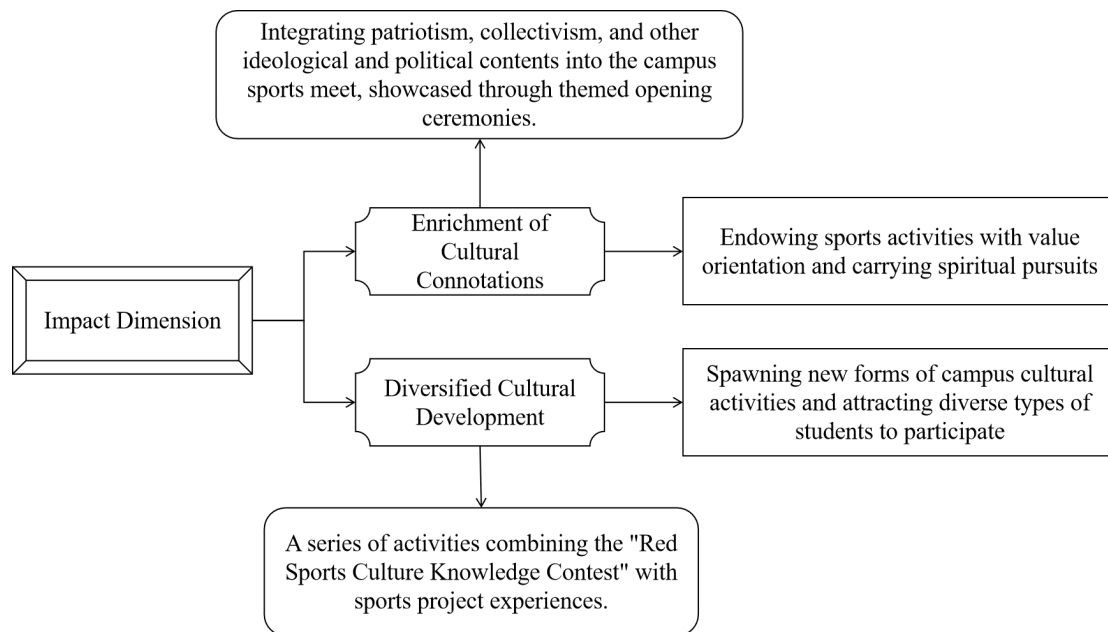 Integrating patriotism, collectivism, and other
ideological and political contents into the campus
sports meet, showcased through themed opening
ceremonies.
Enrichment of
Cultural
Connotations
Endowing sports activities with value
orientation and carrying spiritual pursuits
Impact Dimension
Diversified Cultural
Development
Spawning new forms of campus cultural
activities and attracting diverse types of
students to participate
A series of activities combining the "Red
Sports Culture Knowledge Contest" with
sports project experiences.